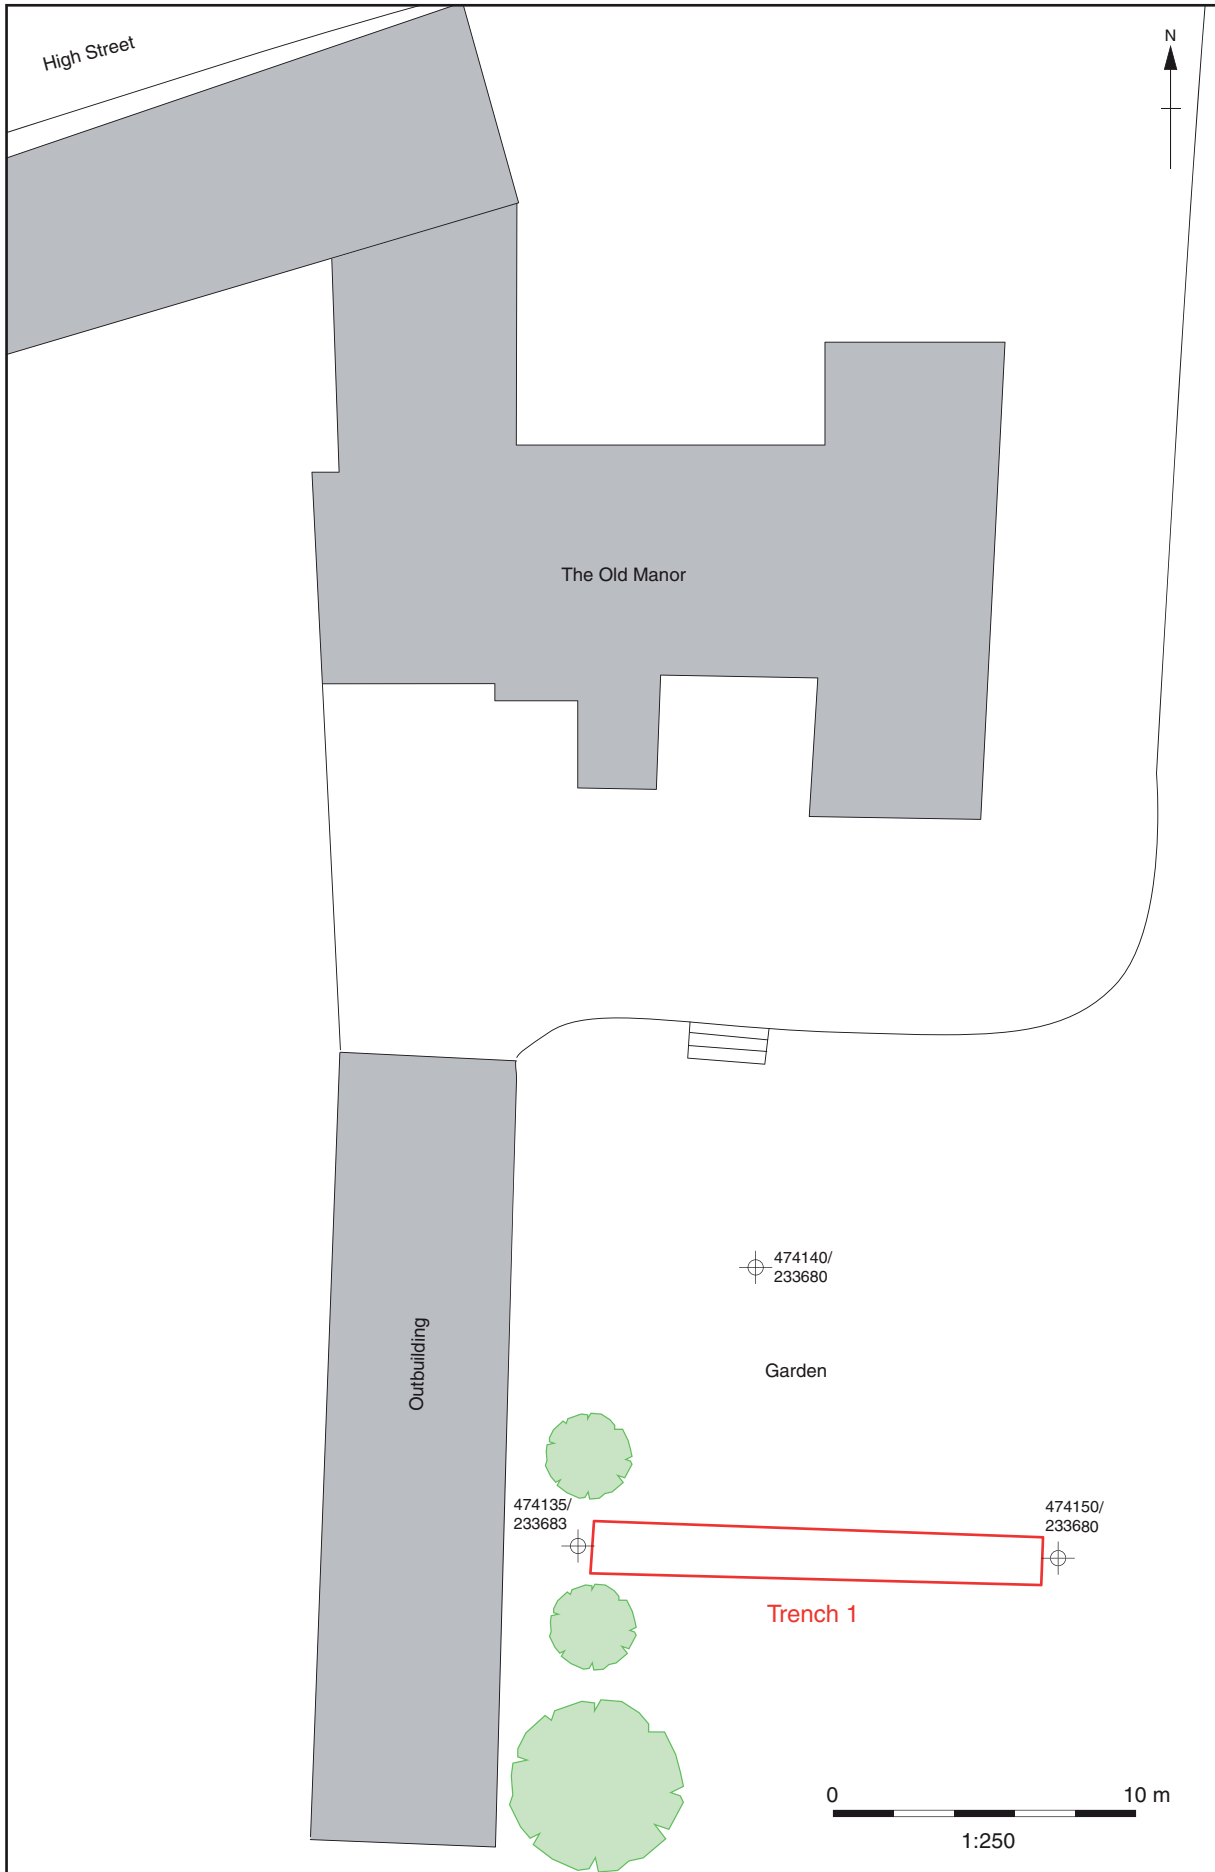 High Street
N
The Old Manor
474140/
233680
Outbuilding
Garden
474135/
233683
474150/
233680
Trench 1
0 10 m
1:250